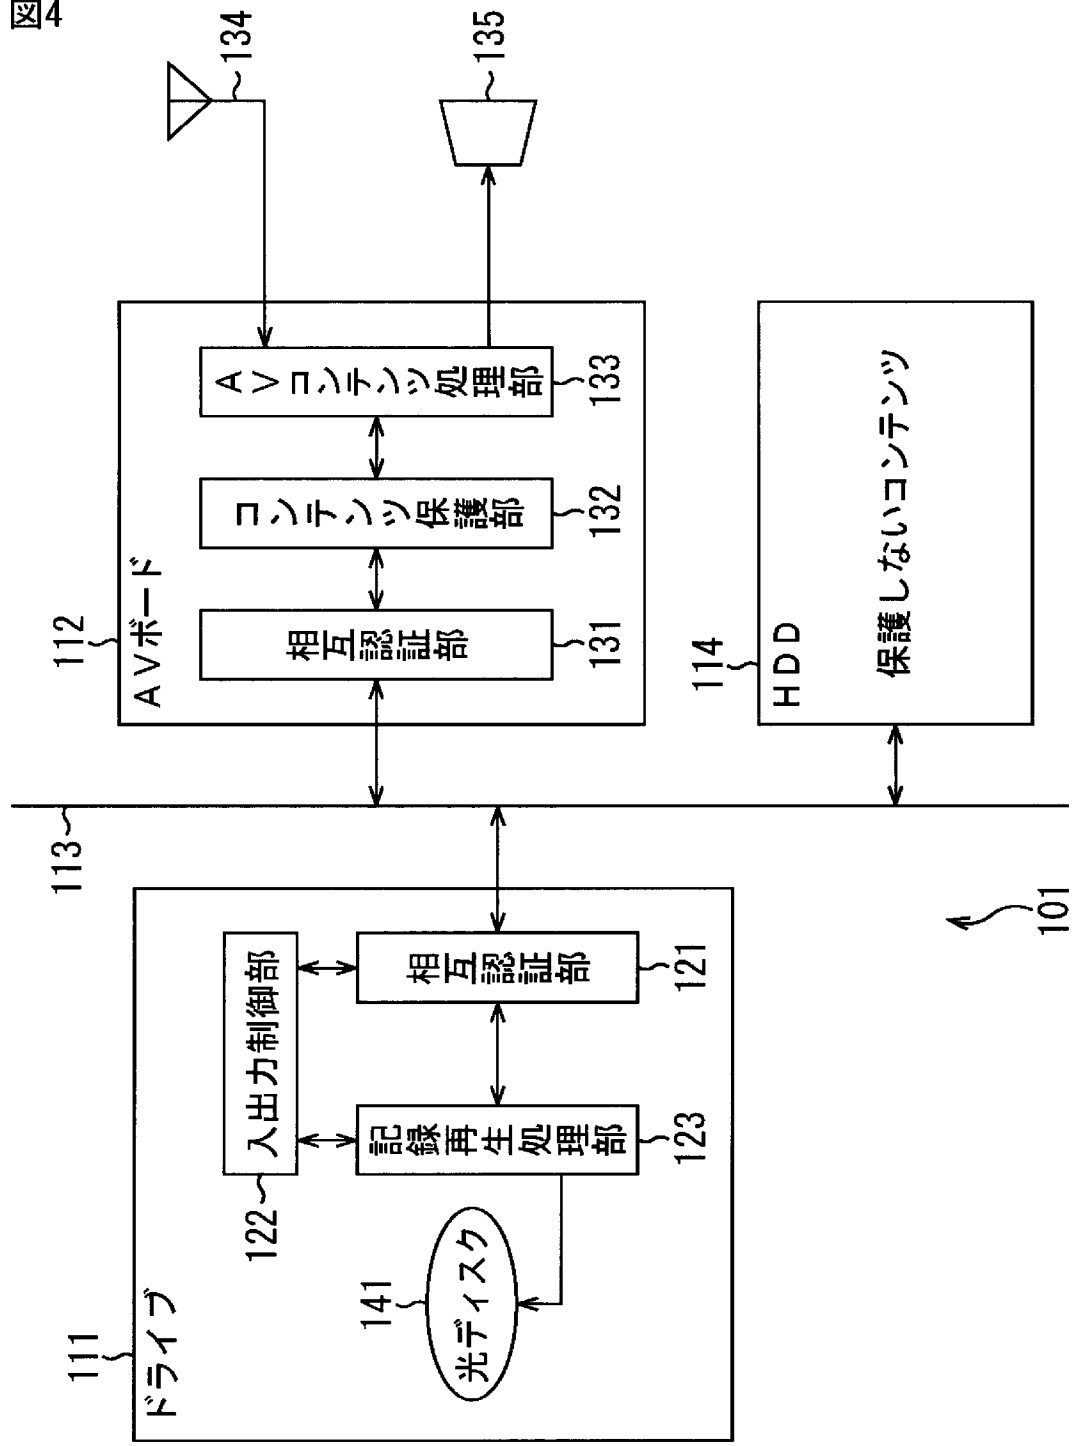 図4
101
111
ドライブ
122
入出力制御部
141
光ディスク
記録再生処理部
123
相互認証部
121
113
112
AVボード
相互認証部
131
コンテンツ保護部
132
AVコンテンツ処理部
133
134
135
114
HDD
保護しないコンテンツ